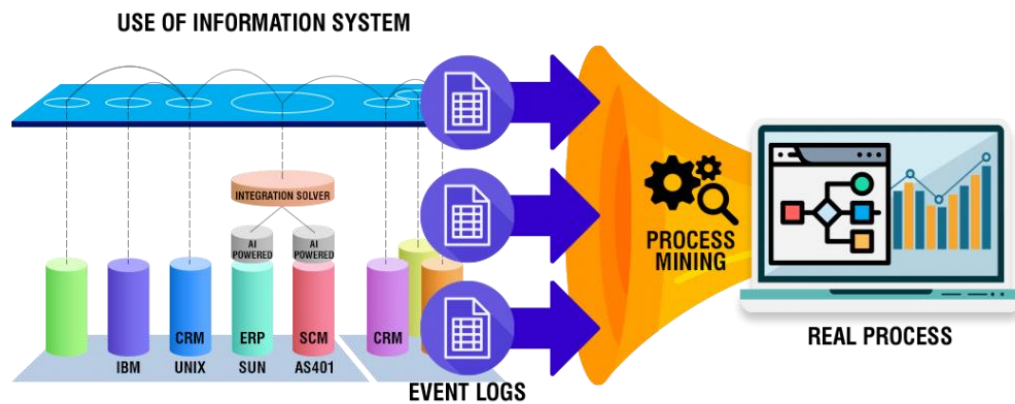 USE OF INFORMATION SYSTEM
INTEGRATION SOLVER
AI
POWERED
AI
POWERED
CRM
ERP
SCM
CRM
IBM
UNIX
SUN
AS401
EVENT LOGS
PROCESS
MINING
REAL PROCESS